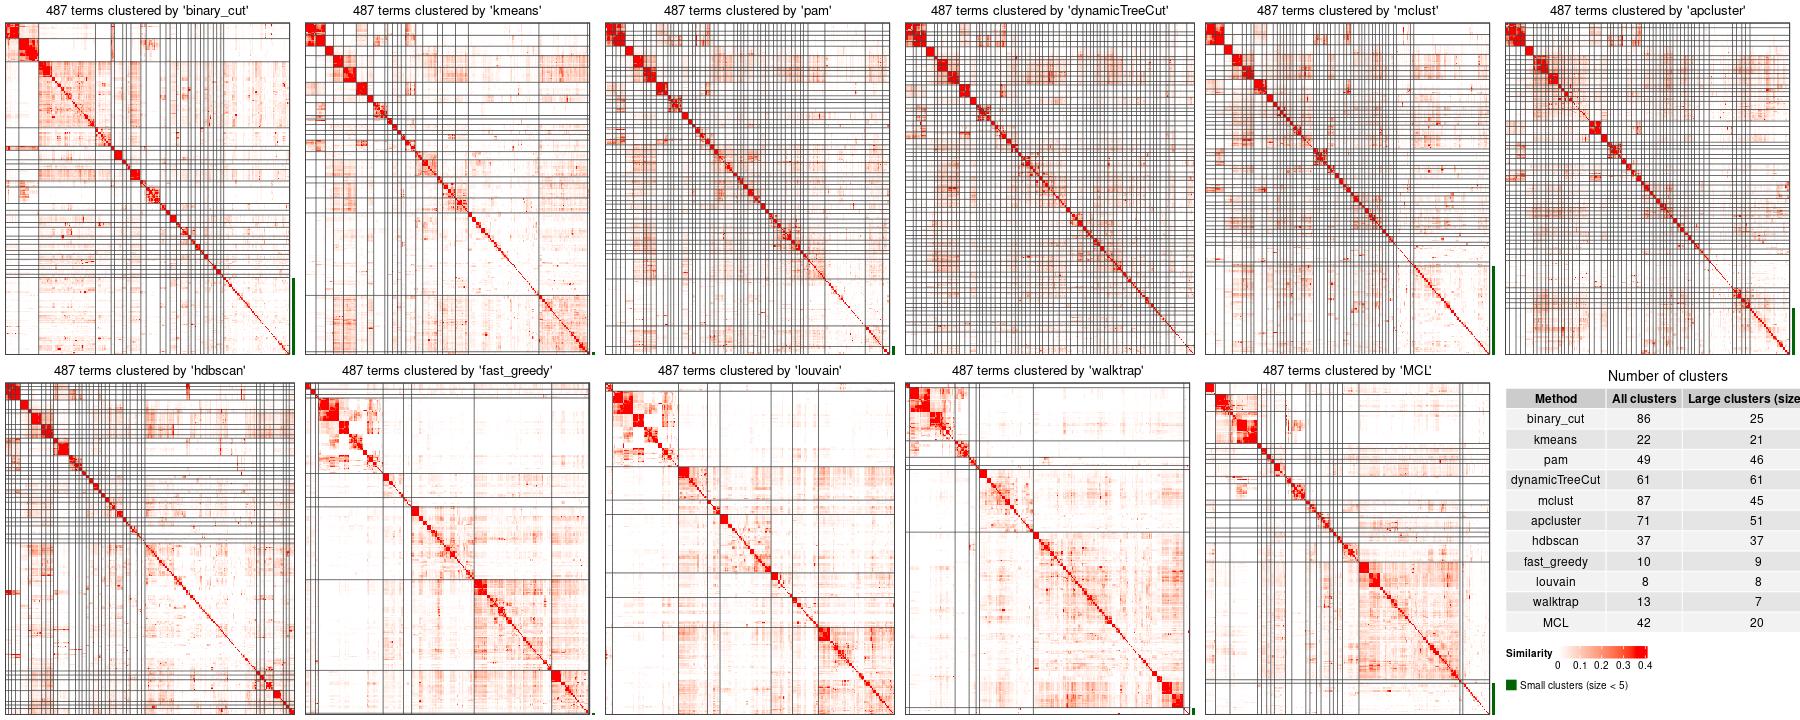 487 terms clustered by 'binary_cut'
487 terms clustered by 'kmeans'
487 terms clustered by 'pam'
487 terms clustered by 'dynamicTreeCut'
487 terms clustered by 'mclust'
487 terms clustered by 'apcluster'
487 terms clustered by 'hdbscan'
487 terms clustered by 'fast_greedy'
487 terms clustered by 'louvain'
487 terms clustered by 'walktrap'
487 terms clustered by 'MCL'
Number of clusters
Method All clusters Large clusters (size
binary_cut 86 25
kmeans 22 21
pam 49 46
dynamicTreeCut 61 61
mclust 87 45
apcluster 71 51
hdbscan 37 37
fast_greedy 10 9
louvain 8 8
walktrap 13 7
MCL 42 20
Similarity
0 0.1 0.2 0.3 0.4
Small clusters (size < 5)